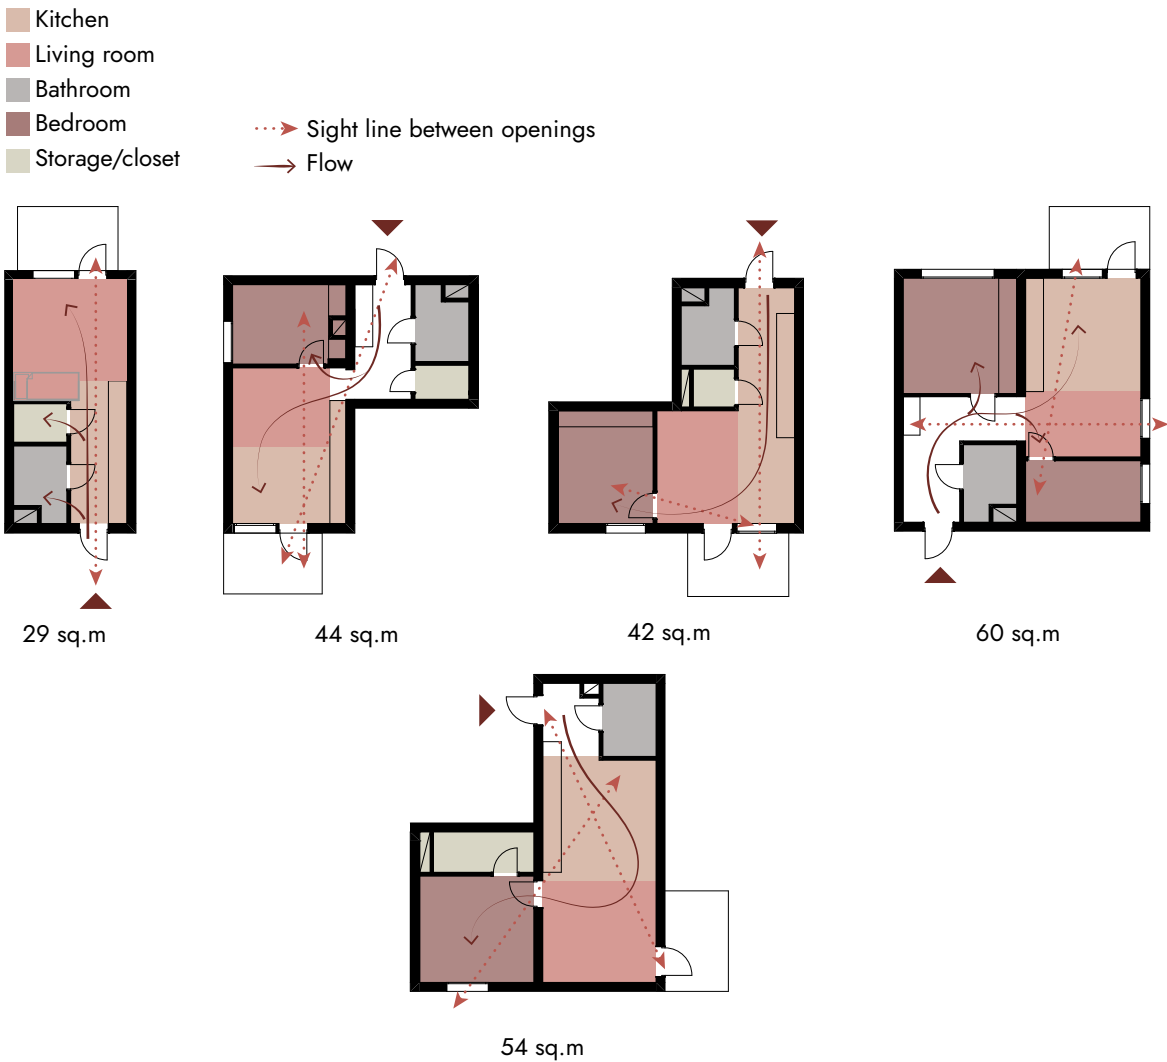 Kitchen
Living room
Bathroom
Bedroom
Storage/closet
Sight line between openings
Flow
29 sq.m
44 sq.m
42 sq.m
60 sq.m
54 sq.m